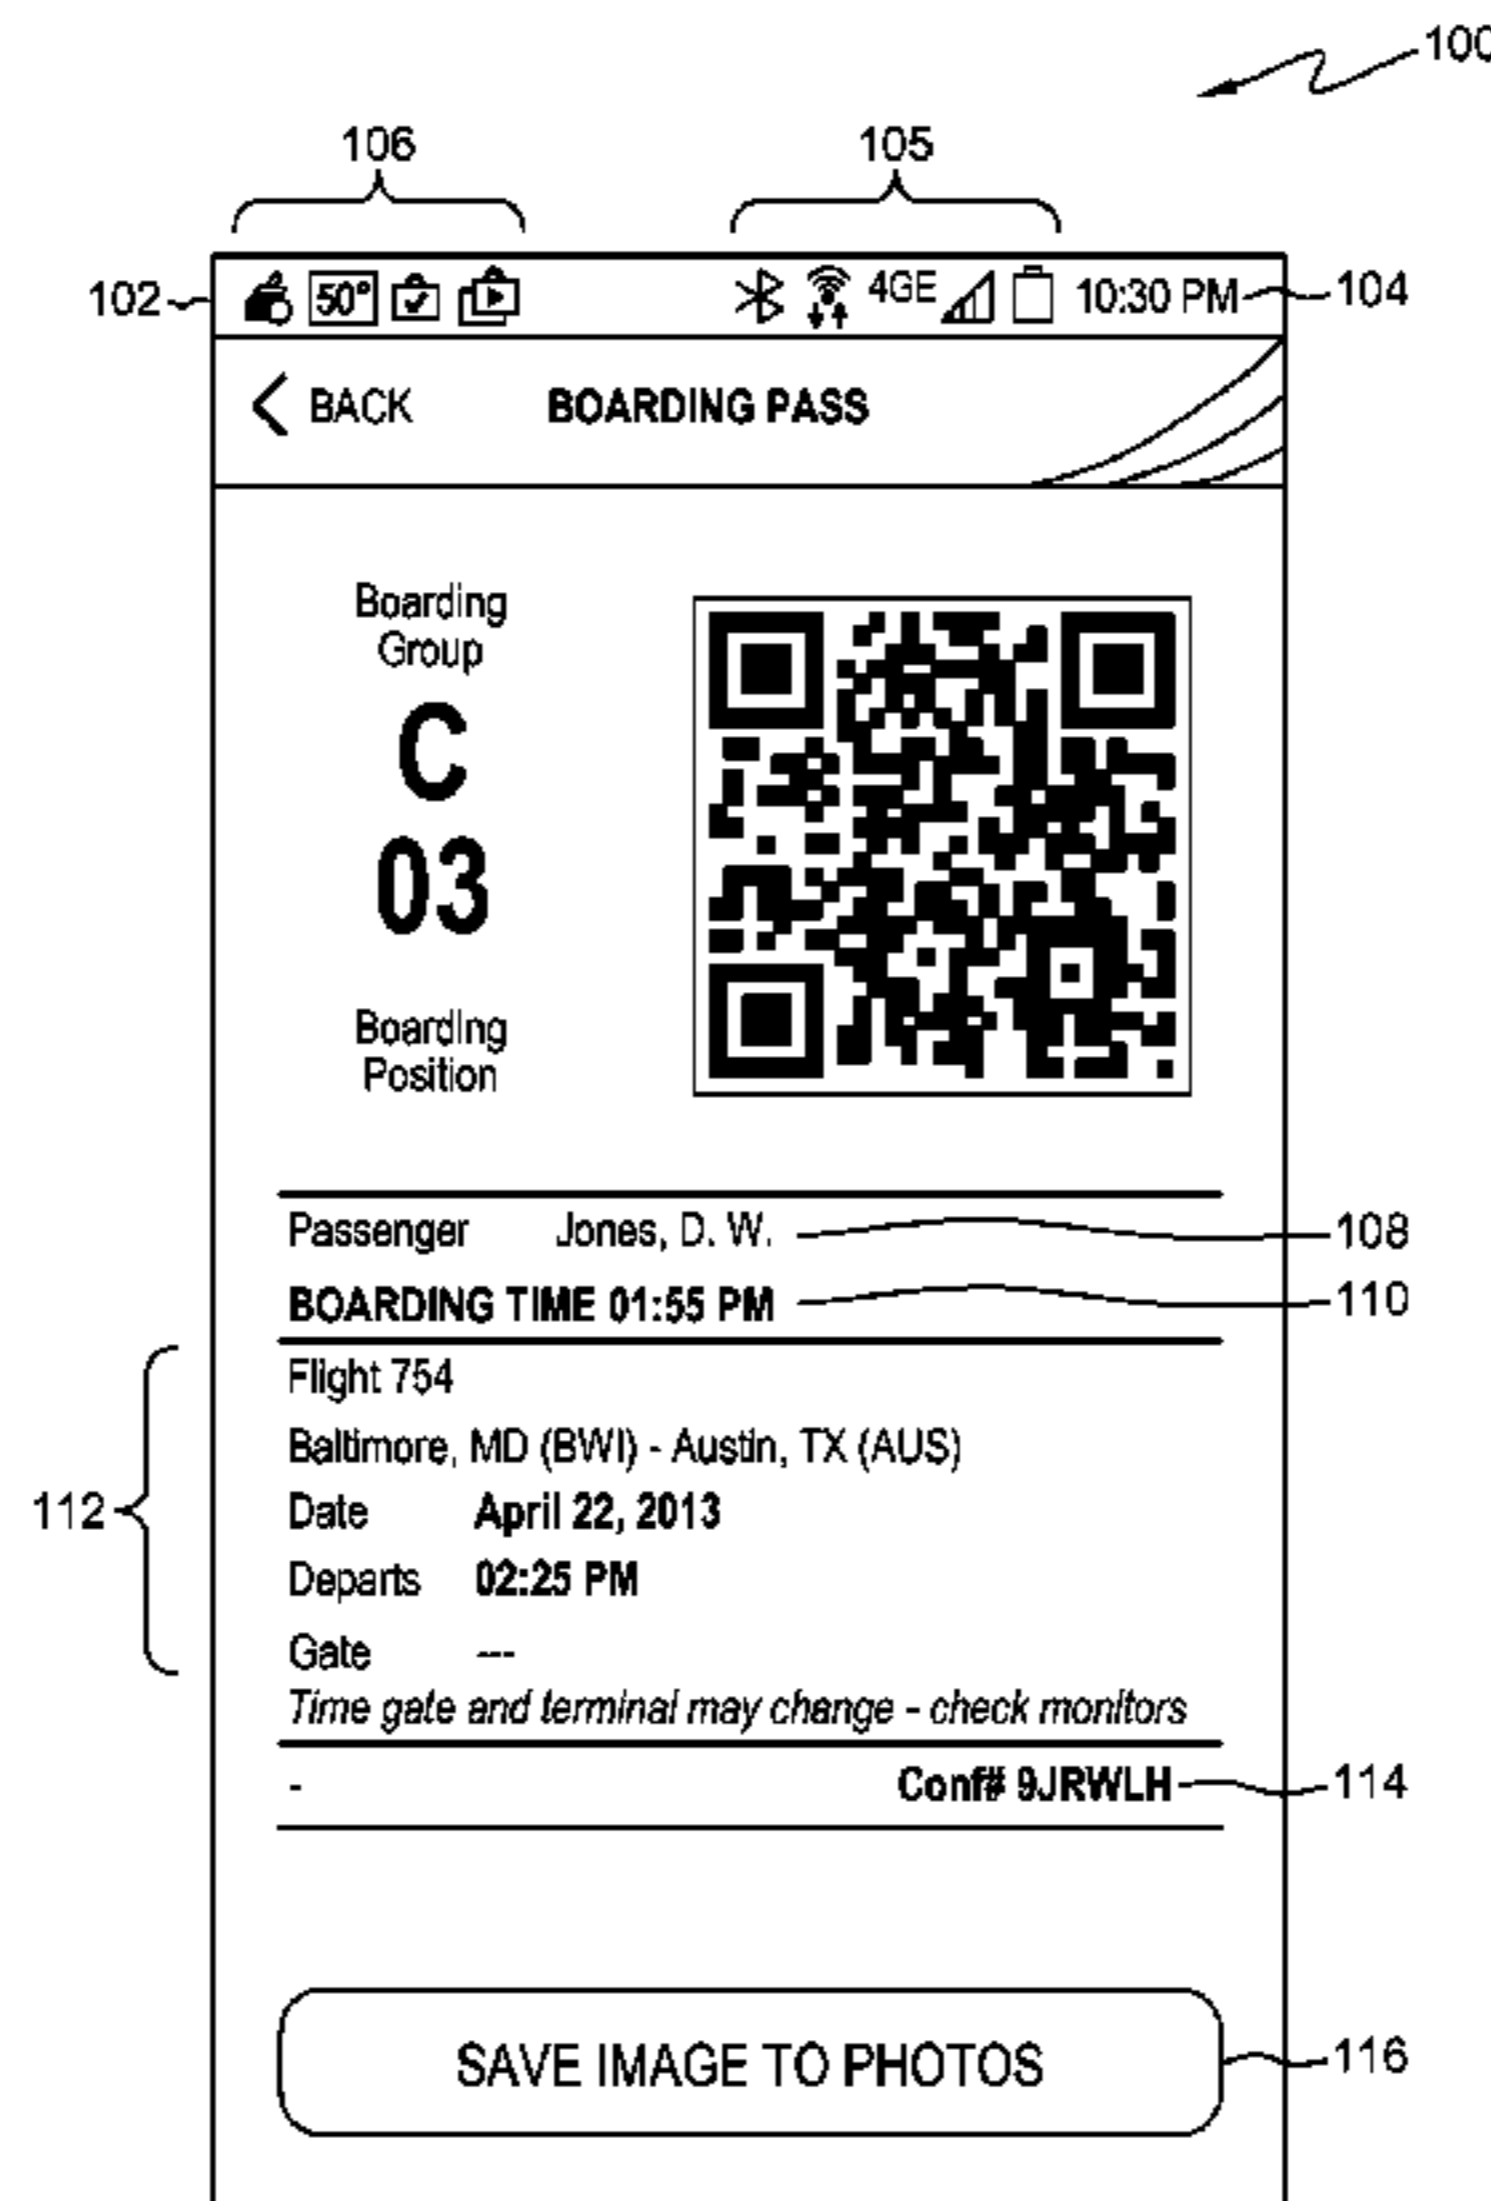 100
106 105
102 50° 4GE 10:30 PM 104
BACK BOARDING PASS
Boarding
Group
C
03
Boarding
Position
Passenger Jones, D. W. 108
BOARDING TIME 01:55 PM 110
Flight 754
Baltimore, MD (BWI) - Austin, TX (AUS)
112 Date April 22, 2013
Departs 02:25 PM
Gate ---
Time gate and terminal may change - check monitors
- Conf# 9JRWLH 114
SAVE IMAGE TO PHOTOS 116